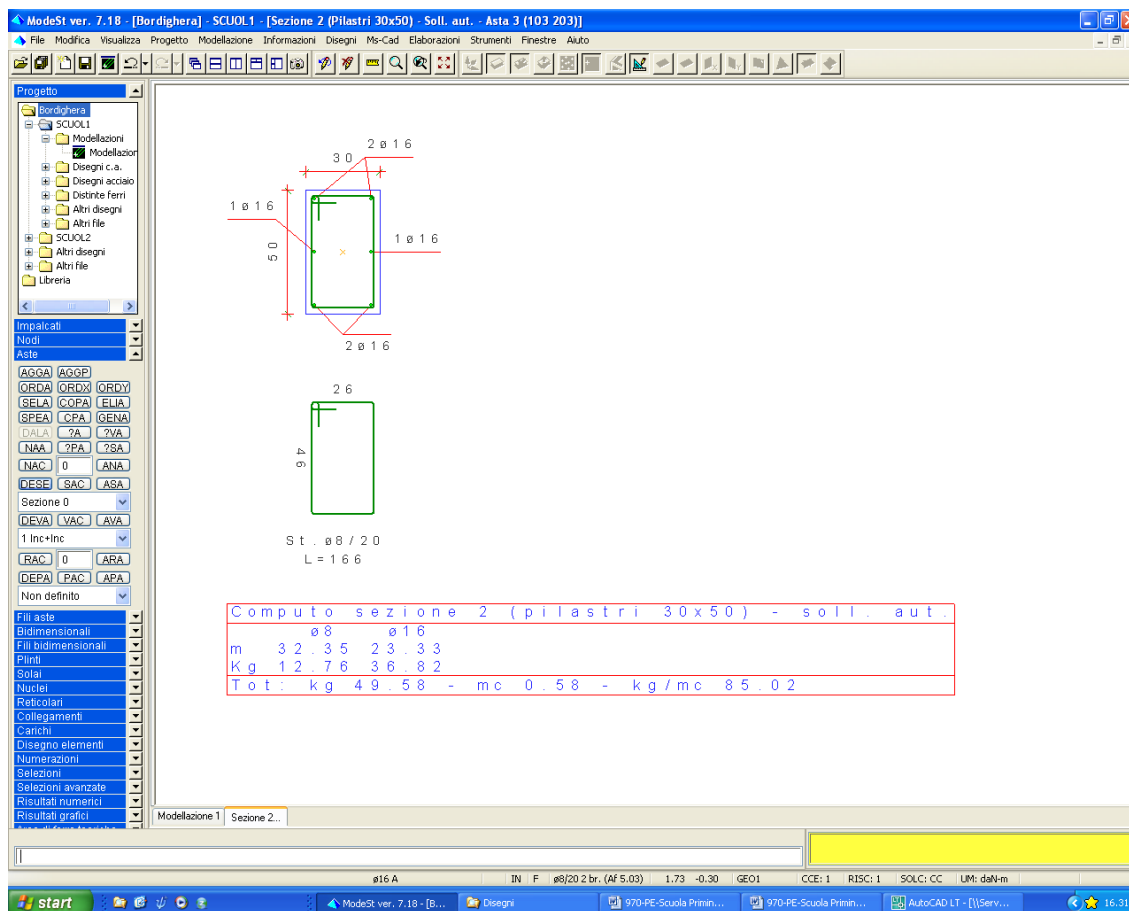 ModeSt ver. 7.18 - [Bordighera] - SCUOL1 - [Sezione 2 (Pilastri 30x50) - Soll. aut. - Asta 3 (103 203)]
File Modifica Visualizza Progetto Modellazione Informazioni Disegni Ms-Cad Elaborazioni Strumenti Finestre Aiuto
Progetto
Bordighera
SCUOL1
Modellazioni
Modellazion
Disegni c.a.
Disegni acciaio
Distinte ferri
Altri disegni
Altri file
SCUOL2
Altri disegni
Altri file
Libreria
Impalcati
Nodi
Aste
AGGA AGGP
ORDA ORDX ORDY
SELA COPA ELIA
SPEA CPA GENA
DALA ?A ?VA
NAA ?PA ?SA
NAC 0 ANA
DESE SAC ASA
Sezione 0
DEVA VAC AVA
1 Inc+Inc
RAC 0 ARA
DEPA PAC APA
Non definito
Fili aste
Bidimensionali
Fili bidimensionali
Plinti
Solai
Nuclei
Reticolari
Collegamenti
Carichi
Disegno elementi
Numerazioni
Selezioni
Selezioni avanzate
Risultati numerici
Risultati grafici
2ø16
30
1ø16
1ø16
50
2ø16
26
46
St. ø8/20
L=166
Computo sezione 2 (pilastri 30x50) - soll. aut.
ø8 ø16
m 32.35 23.33
Kg 12.76 36.82
Tot: kg 49.58 - mc 0.58 - kg/mc 85.02
Modellazione 1 Sezione 2...
ø16 A IN F ø8/20 2 br. (Af 5.03) 1.73 -0.30 GEO1 CCE: 1 RISC: 1 SOLC: CC UM: daN-m
start ModeSt ver. 7.18 - [B... Disegni 970-PE-Scuola Primin... 970-PE-Scuola Primin... AutoCAD LT - [\\Serv... 16.31